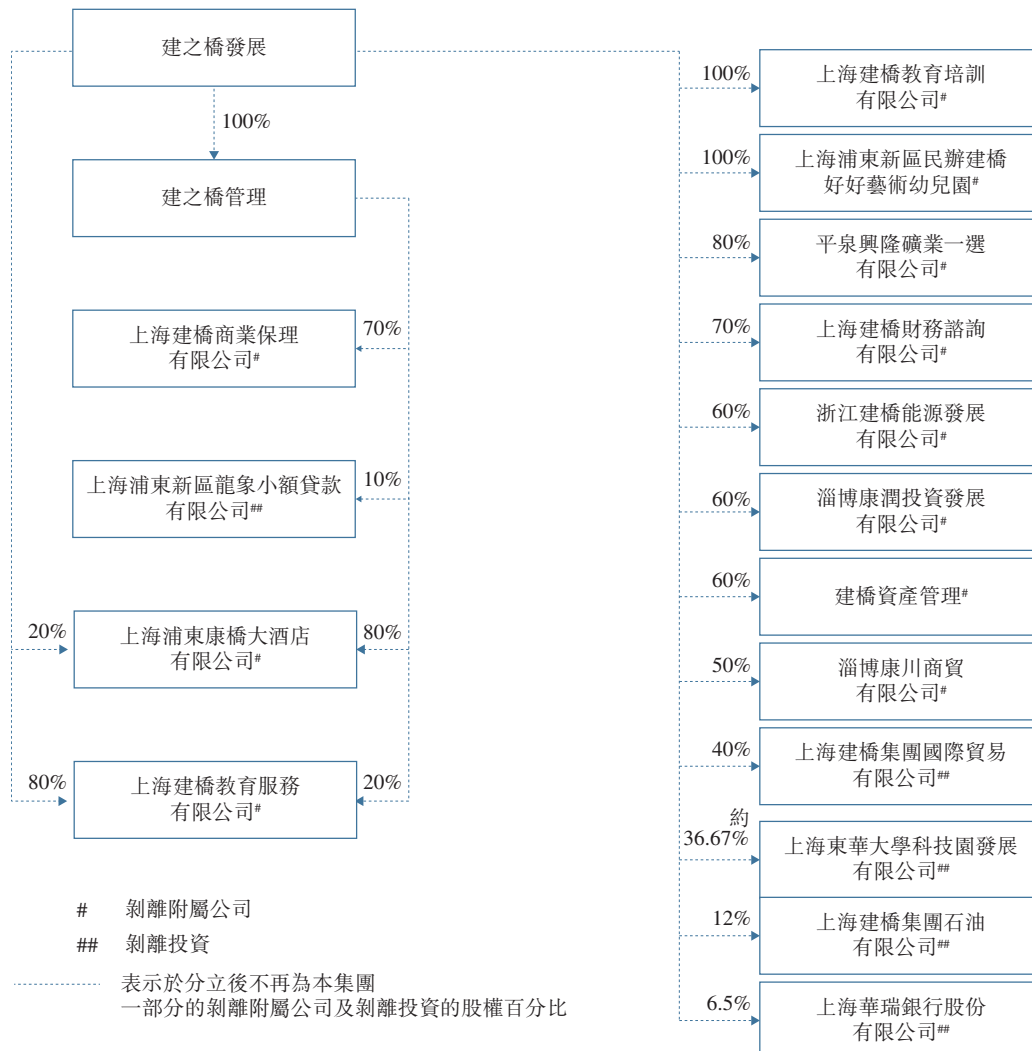 建之橋發展
100%
建之橋管理
上海建橋商業保理
有限公司#
70%
上海浦東新區龍象小額貸款
有限公司##
10%
20%
上海浦東康橋大酒店
有限公司#
80%
80%
上海建橋教育服務
有限公司#
20%
100%
上海建橋教育培訓
有限公司#
100%
上海浦東新區民辦建橋
好好藝術幼兒園#
80%
平泉興隆礦業一選
有限公司#
70%
上海建橋財務諮詢
有限公司#
60%
浙江建橋能源發展
有限公司#
60%
淄博康潤投資發展
有限公司#
60%
建橋資產管理#
50%
淄博康川商貿
有限公司#
40%
上海建橋集團國際貿易
有限公司##
約
36.67%
上海東華大學科技園發展
有限公司##
12%
上海建橋集團石油
有限公司##
6.5%
上海華瑞銀行股份
有限公司##
# 剝離附屬公司
## 剝離投資
表示於分立後不再為本集團
一部分的剝離附屬公司及剝離投資的股權百分比